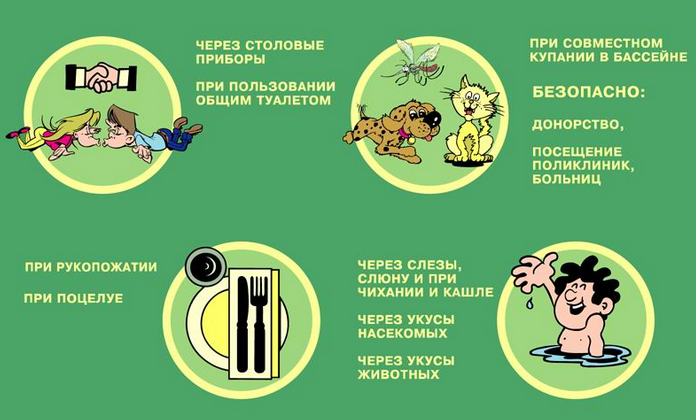 ЧЕРЕЗ СТОЛОВЫЕ
ПРИБОРЫ
ПРИ ПОЛЬЗОВАНИИ
ОБЩИМ ТУАЛЕТОМ
ПРИ СОВМЕСТНОМ
КУПАНИИ В БАССЕЙНЕ
БЕЗОПАСНО:
ДОНОРСТВО,
ПОСЕЩЕНИЕ
ПОЛИКЛИНИК,
БОЛЬНИЦ
ПРИ РУКОПОЖАТИИ
ПРИ ПОЦЕЛУЕ
ЧЕРЕЗ СЛЕЗЫ,
СЛЮНУ И ПРИ
ЧИХАНИИ И КАШЛЕ
ЧЕРЕЗ УКУСЫ
НАСЕКОМЫХ
ЧЕРЕЗ УКУСЫ
ЖИВОТНЫХ